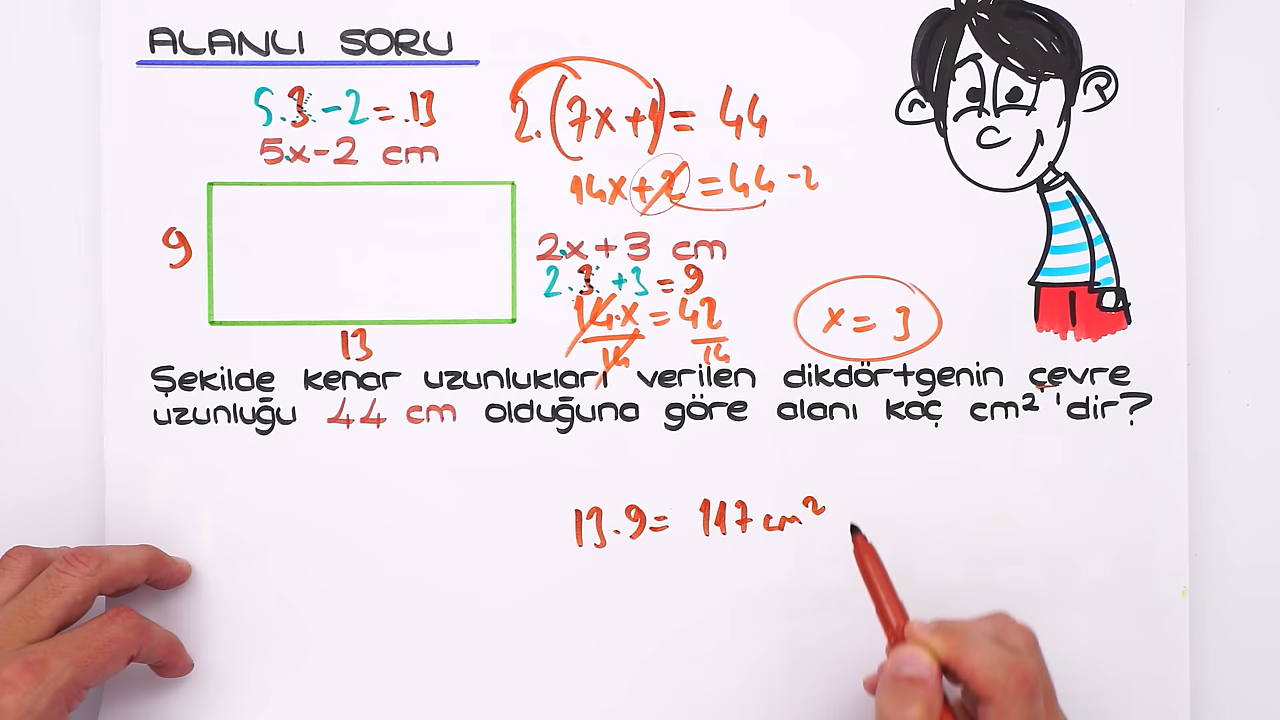 ALANLI SORU
5.3-2=.13
5x-2 cm
2.(7x+1)= 44
14x+2 =44-2
9
2x+3 cm
2.3+3=9
14.x = 42
14 14
x = 3
13
Şekilde kenar uzunlukları verilen dikdörtgenin çevre
uzunluğu 44 cm olduğuna göre alanı kaç cm² 'dir?
13.9= 117 cm²